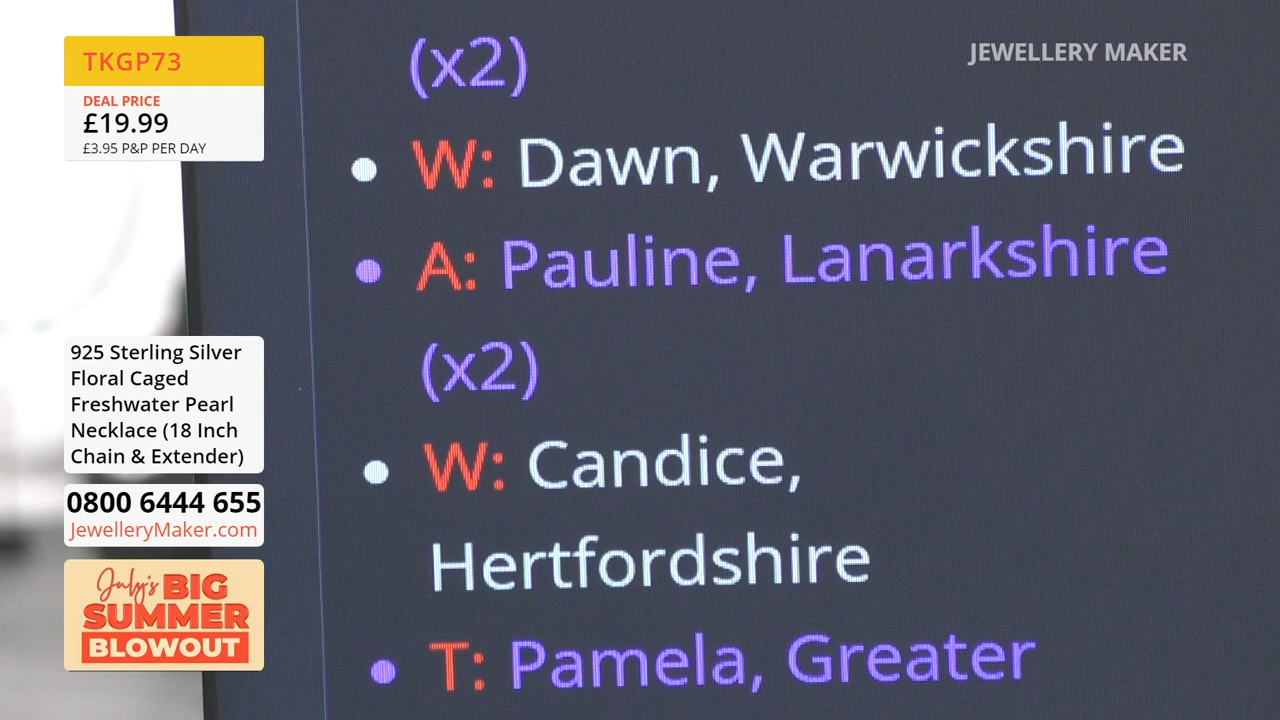 TKGP73
DEAL PRICE
£19.99
£3.95 P&P PER DAY
925 Sterling Silver
Floral Caged
Freshwater Pearl
Necklace (18 Inch
Chain & Extender)
0800 6444 655
JewelleryMaker.com
July's BIG
SUMMER
BLOWOUT
JEWELLERY MAKER
(x2)
• W: Dawn, Warwickshire
• A: Pauline, Lanarkshire
(x2)
• W: Candice,
Hertfordshire
• T: Pamela, Greater